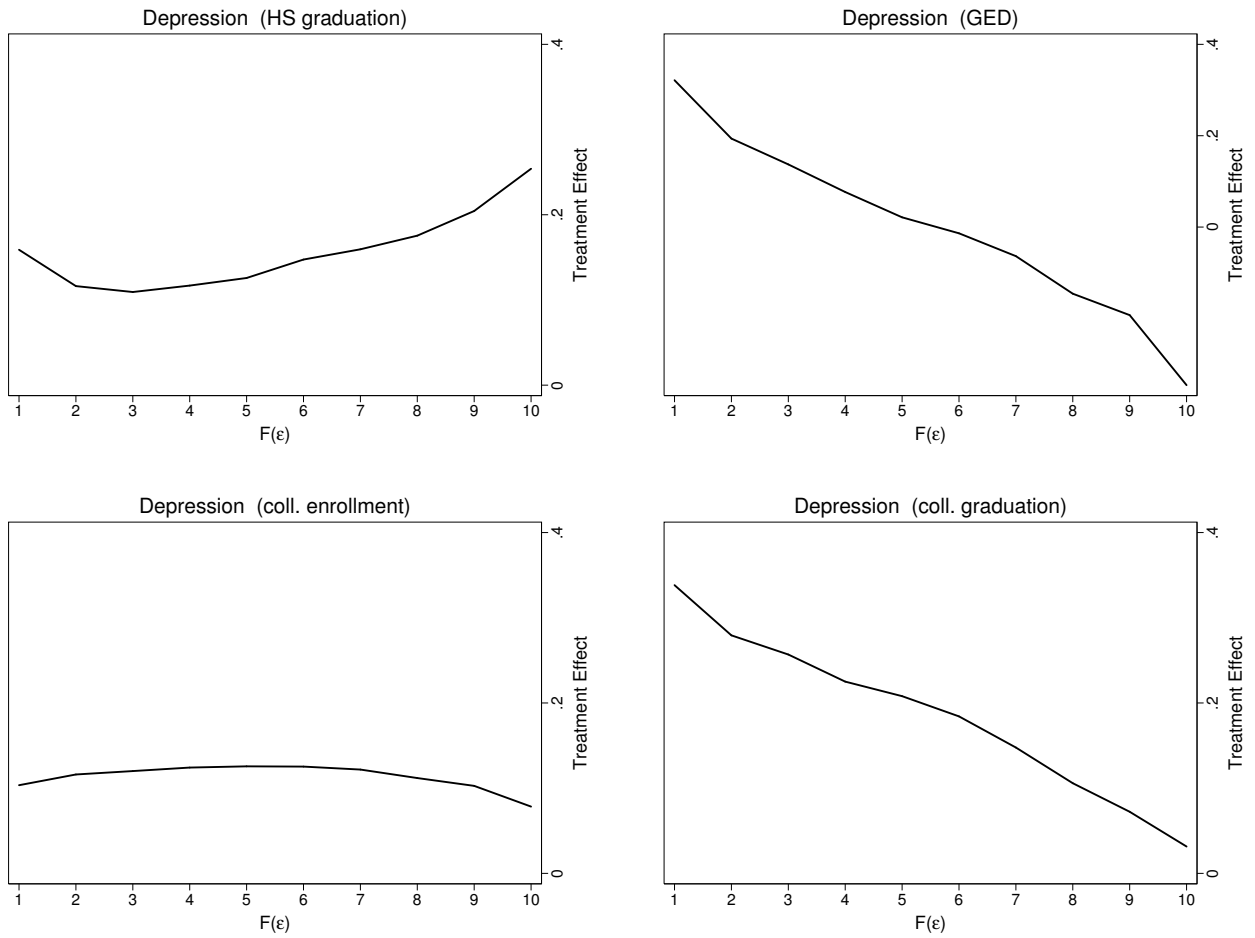 Depression (HS graduation)
.4
.2
0
Treatment Effect
1 2 3 4 5 6 7 8 9 10
F(ε)
Depression (GED)
.4
.2
0
Treatment Effect
1 2 3 4 5 6 7 8 9 10
F(ε)
Depression (coll. enrollment)
.4
.2
0
Treatment Effect
1 2 3 4 5 6 7 8 9 10
F(ε)
Depression (coll. graduation)
.4
.2
0
Treatment Effect
1 2 3 4 5 6 7 8 9 10
F(ε)